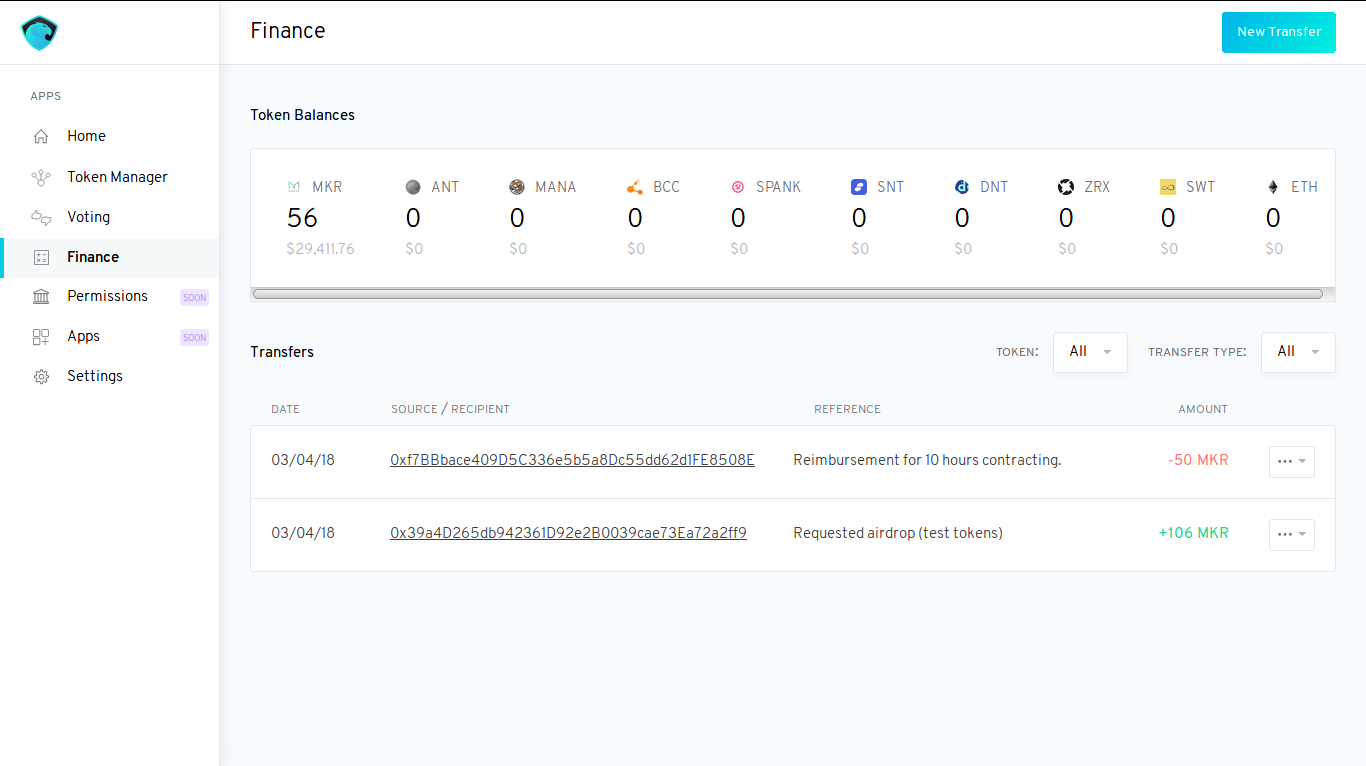 Finance
New Transfer
APPS
Home
Token Manager
Voting
Finance
Permissions SOON
Apps SOON
Settings
Token Balances
MKR ANT MANA BCC SPANK SNT DNT ZRX SWT ETH
56 0 0 0 0 0 0 0 0 0
$29,411.76 $0 $0 $0 $0 $0 $0 $0 $0 $0
Transfers TOKEN: All TRANSFER TYPE: All
DATE SOURCE / RECIPIENT REFERENCE AMOUNT
03/04/18 0xf7BBbace409D5C336e5b5a8Dc55dd62d1FE8508E Reimbursement for 10 hours contracting. -50 MKR
03/04/18 0x39a4D265db942361D92e2B0039cae73Ea72a2ff9 Requested airdrop (test tokens) +106 MKR